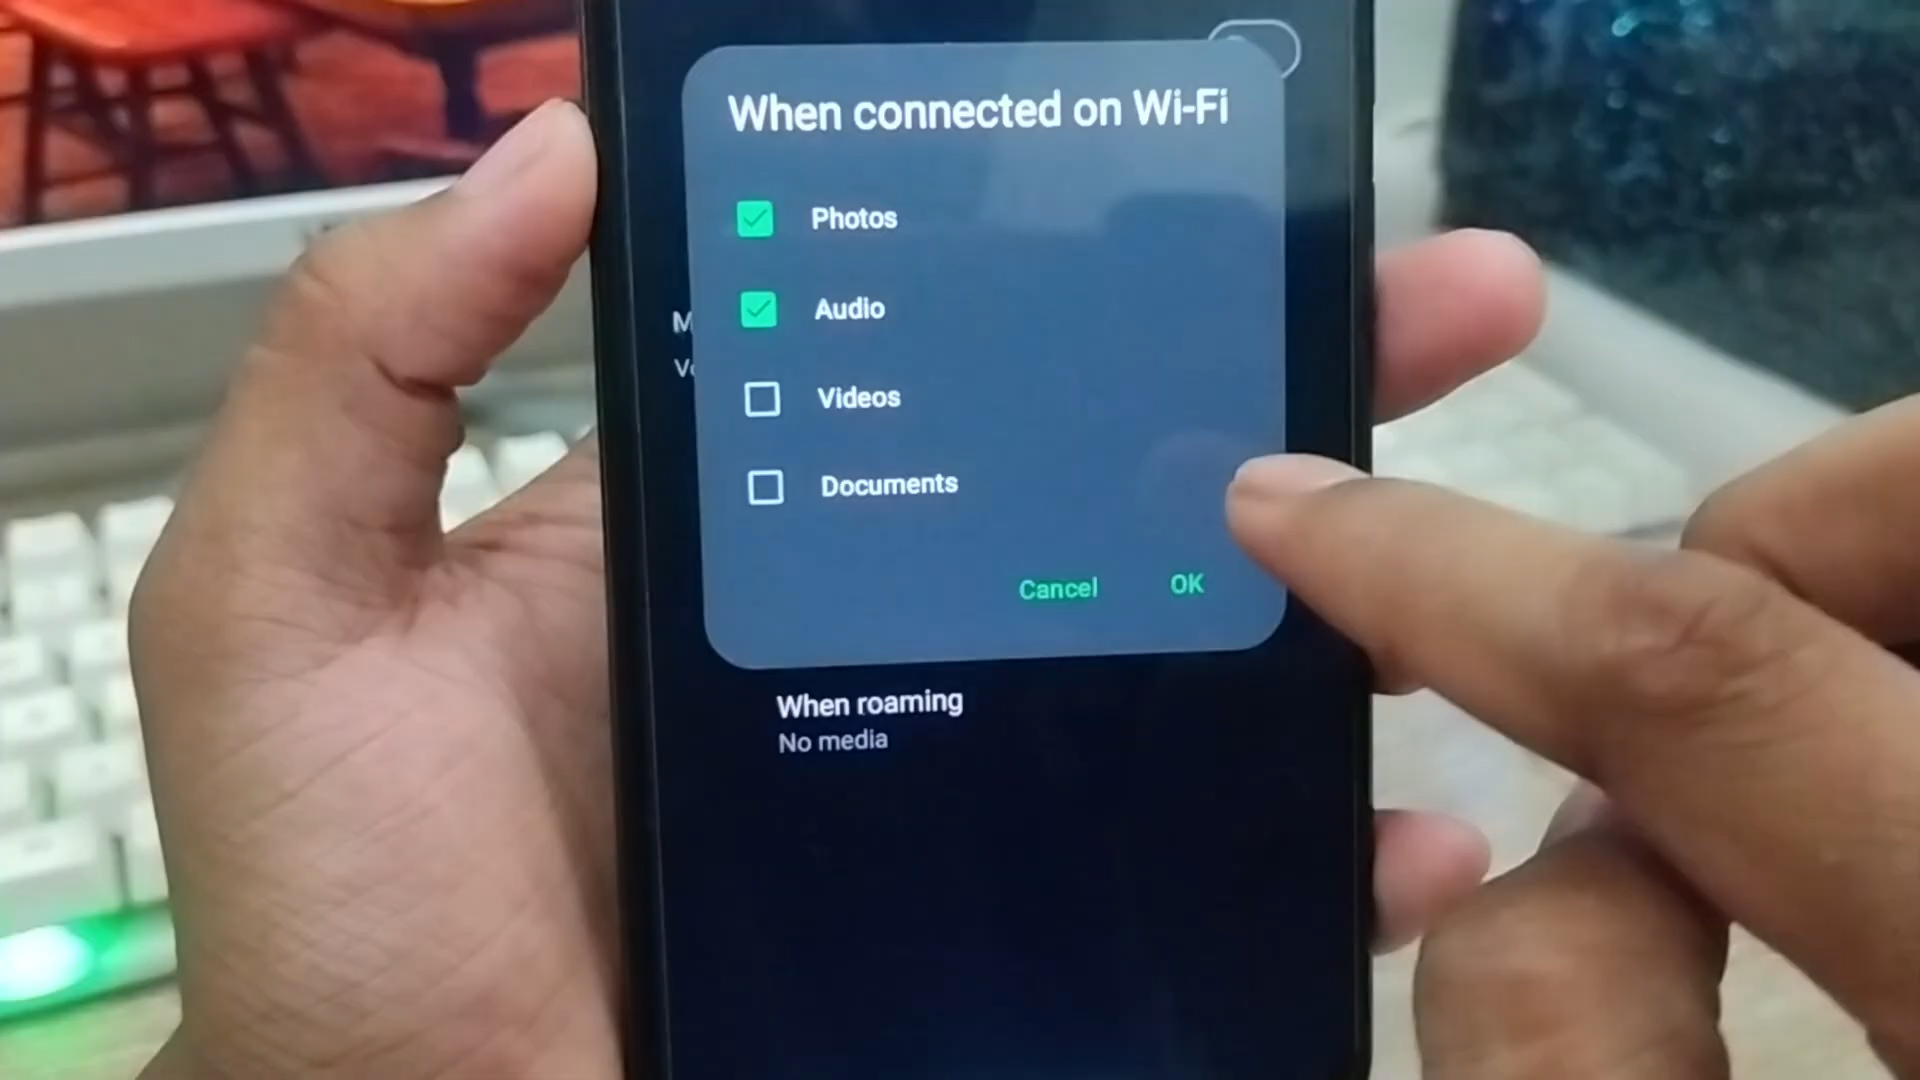 When connected on Wi-Fi
Photos
Audio
Videos
Documents
Cancel
OK
When roaming
No media